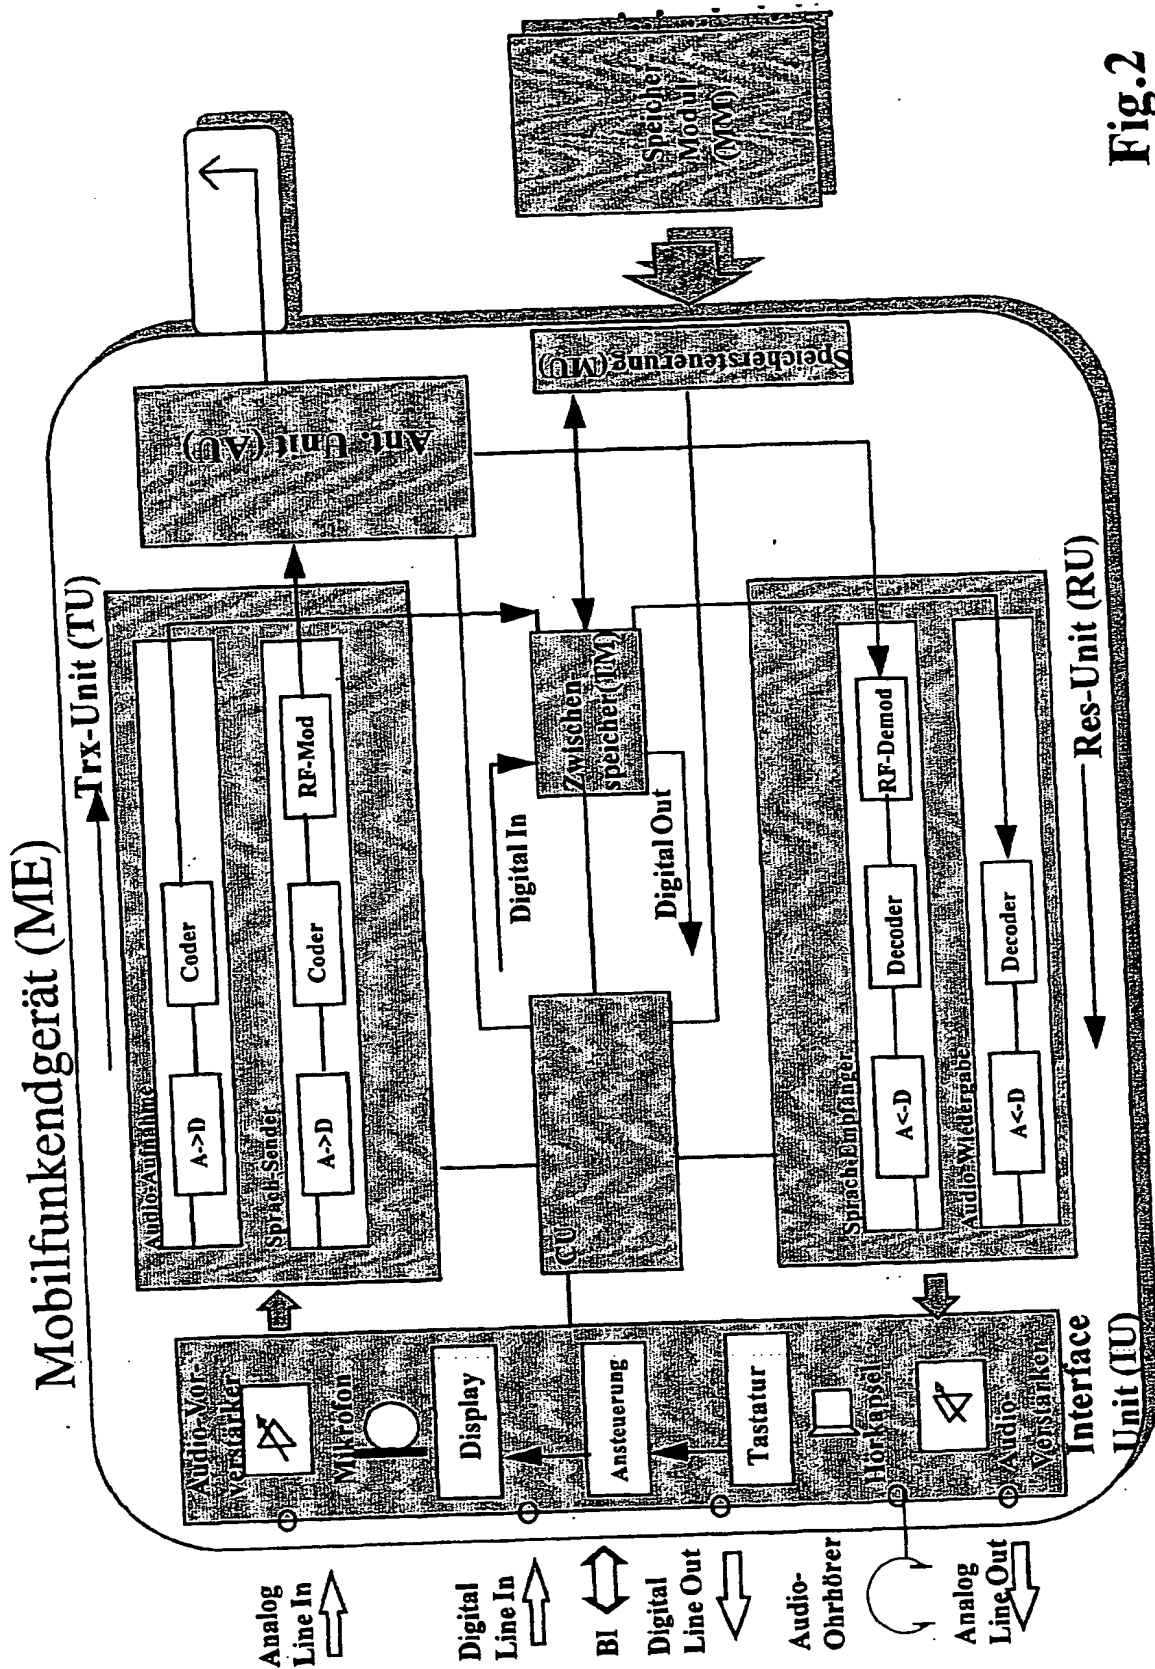 Mobilfunkendgerät (ME)
Trx-Unit (TU)
Audio-Aufnahme
A->D
Coder
Sprach-Sender
A->D
Coder
RF-Mod
Ant. Unit (AU)
Speicher
Modul
(MM)
Speichersteuerung(MU)
Zwischen-
speicher(TM)
Digital In
Digital Out
CU
Sprach-Empfänger
A<-D
Decoder
RF-Demod
Audio-Wiedergabe
A<-D
Decoder
Res-Unit (RU)
Audio-Vor-
verstärker
Mikrofon
Display
Ansteuerung
Tastatur
Hörkapsel
Audio-
Verstärker
Interface
Unit (IU)
Analog
Line In
Digital
Line In
BI
Digital
Line Out
Audio-
Ohrhörer
Analog
Line Out
Fig.2